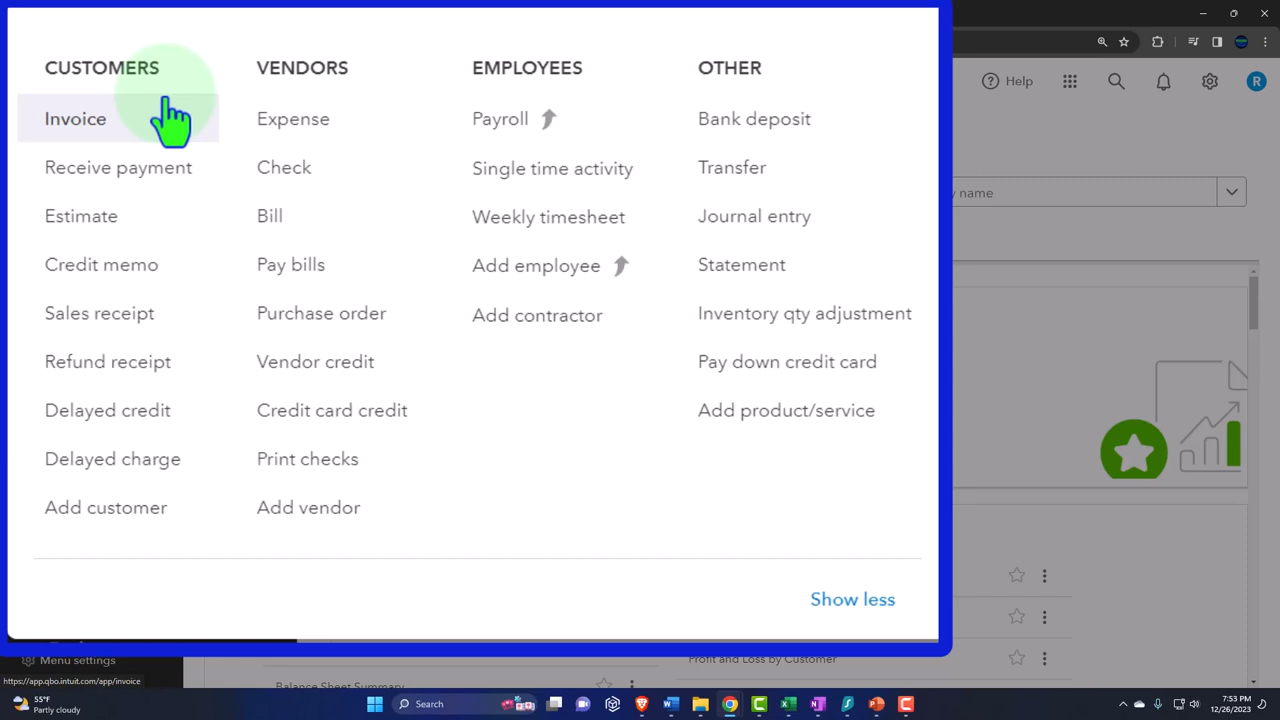 CUSTOMERS
Invoice
Receive payment
Estimate
Credit memo
Sales receipt
Refund receipt
Delayed credit
Delayed charge
Add customer
VENDORS
Expense
Check
Bill
Pay bills
Purchase order
Vendor credit
Credit card credit
Print checks
Add vendor
EMPLOYEES
Payroll
Single time activity
Weekly timesheet
Add employee
Add contractor
OTHER
Bank deposit
Transfer
Journal entry
Statement
Inventory qty adjustment
Pay down credit card
Add product/service
Show less
Help
R
name
Menu settings
https://app.qbo.intuit.com/app/invoice
Balance Sheet Summary
Profit and Loss by Customer
55°F
Partly cloudy
Search
7:53 PM
12/26/2023